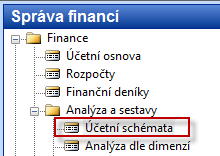 Správa financí
Finance
Účetní osnova
Rozpočty
Finanční deníky
Analýza a sestavy
Účetní schémata
Analýza dle dimenzí